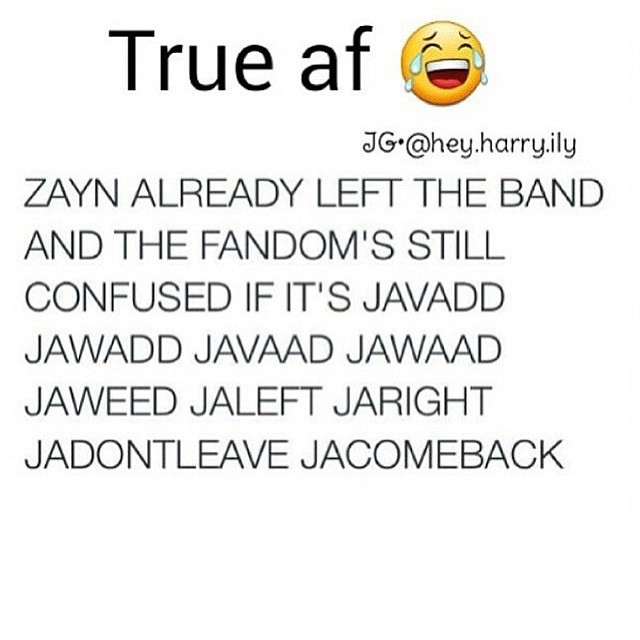 True af 😂
JG•@hey.harry.ily
ZAYN ALREADY LEFT THE BAND
AND THE FANDOM'S STILL
CONFUSED IF IT'S JAVADD
JAWADD JAVAAD JAWAAD
JAWEED JALEFT JARIGHT
JADONTLEAVE JACOMEBACK